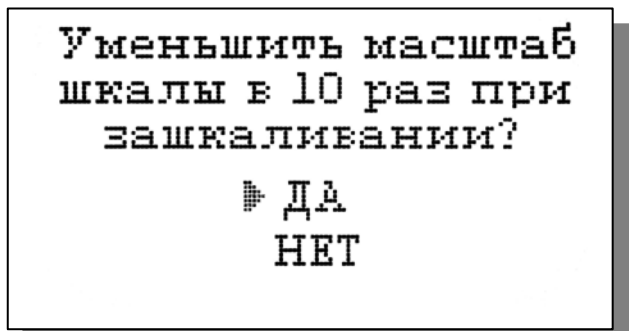 Уменьшить масштаб
шкалы в 10 раз при
зашкаливании?
ДА
НЕТ